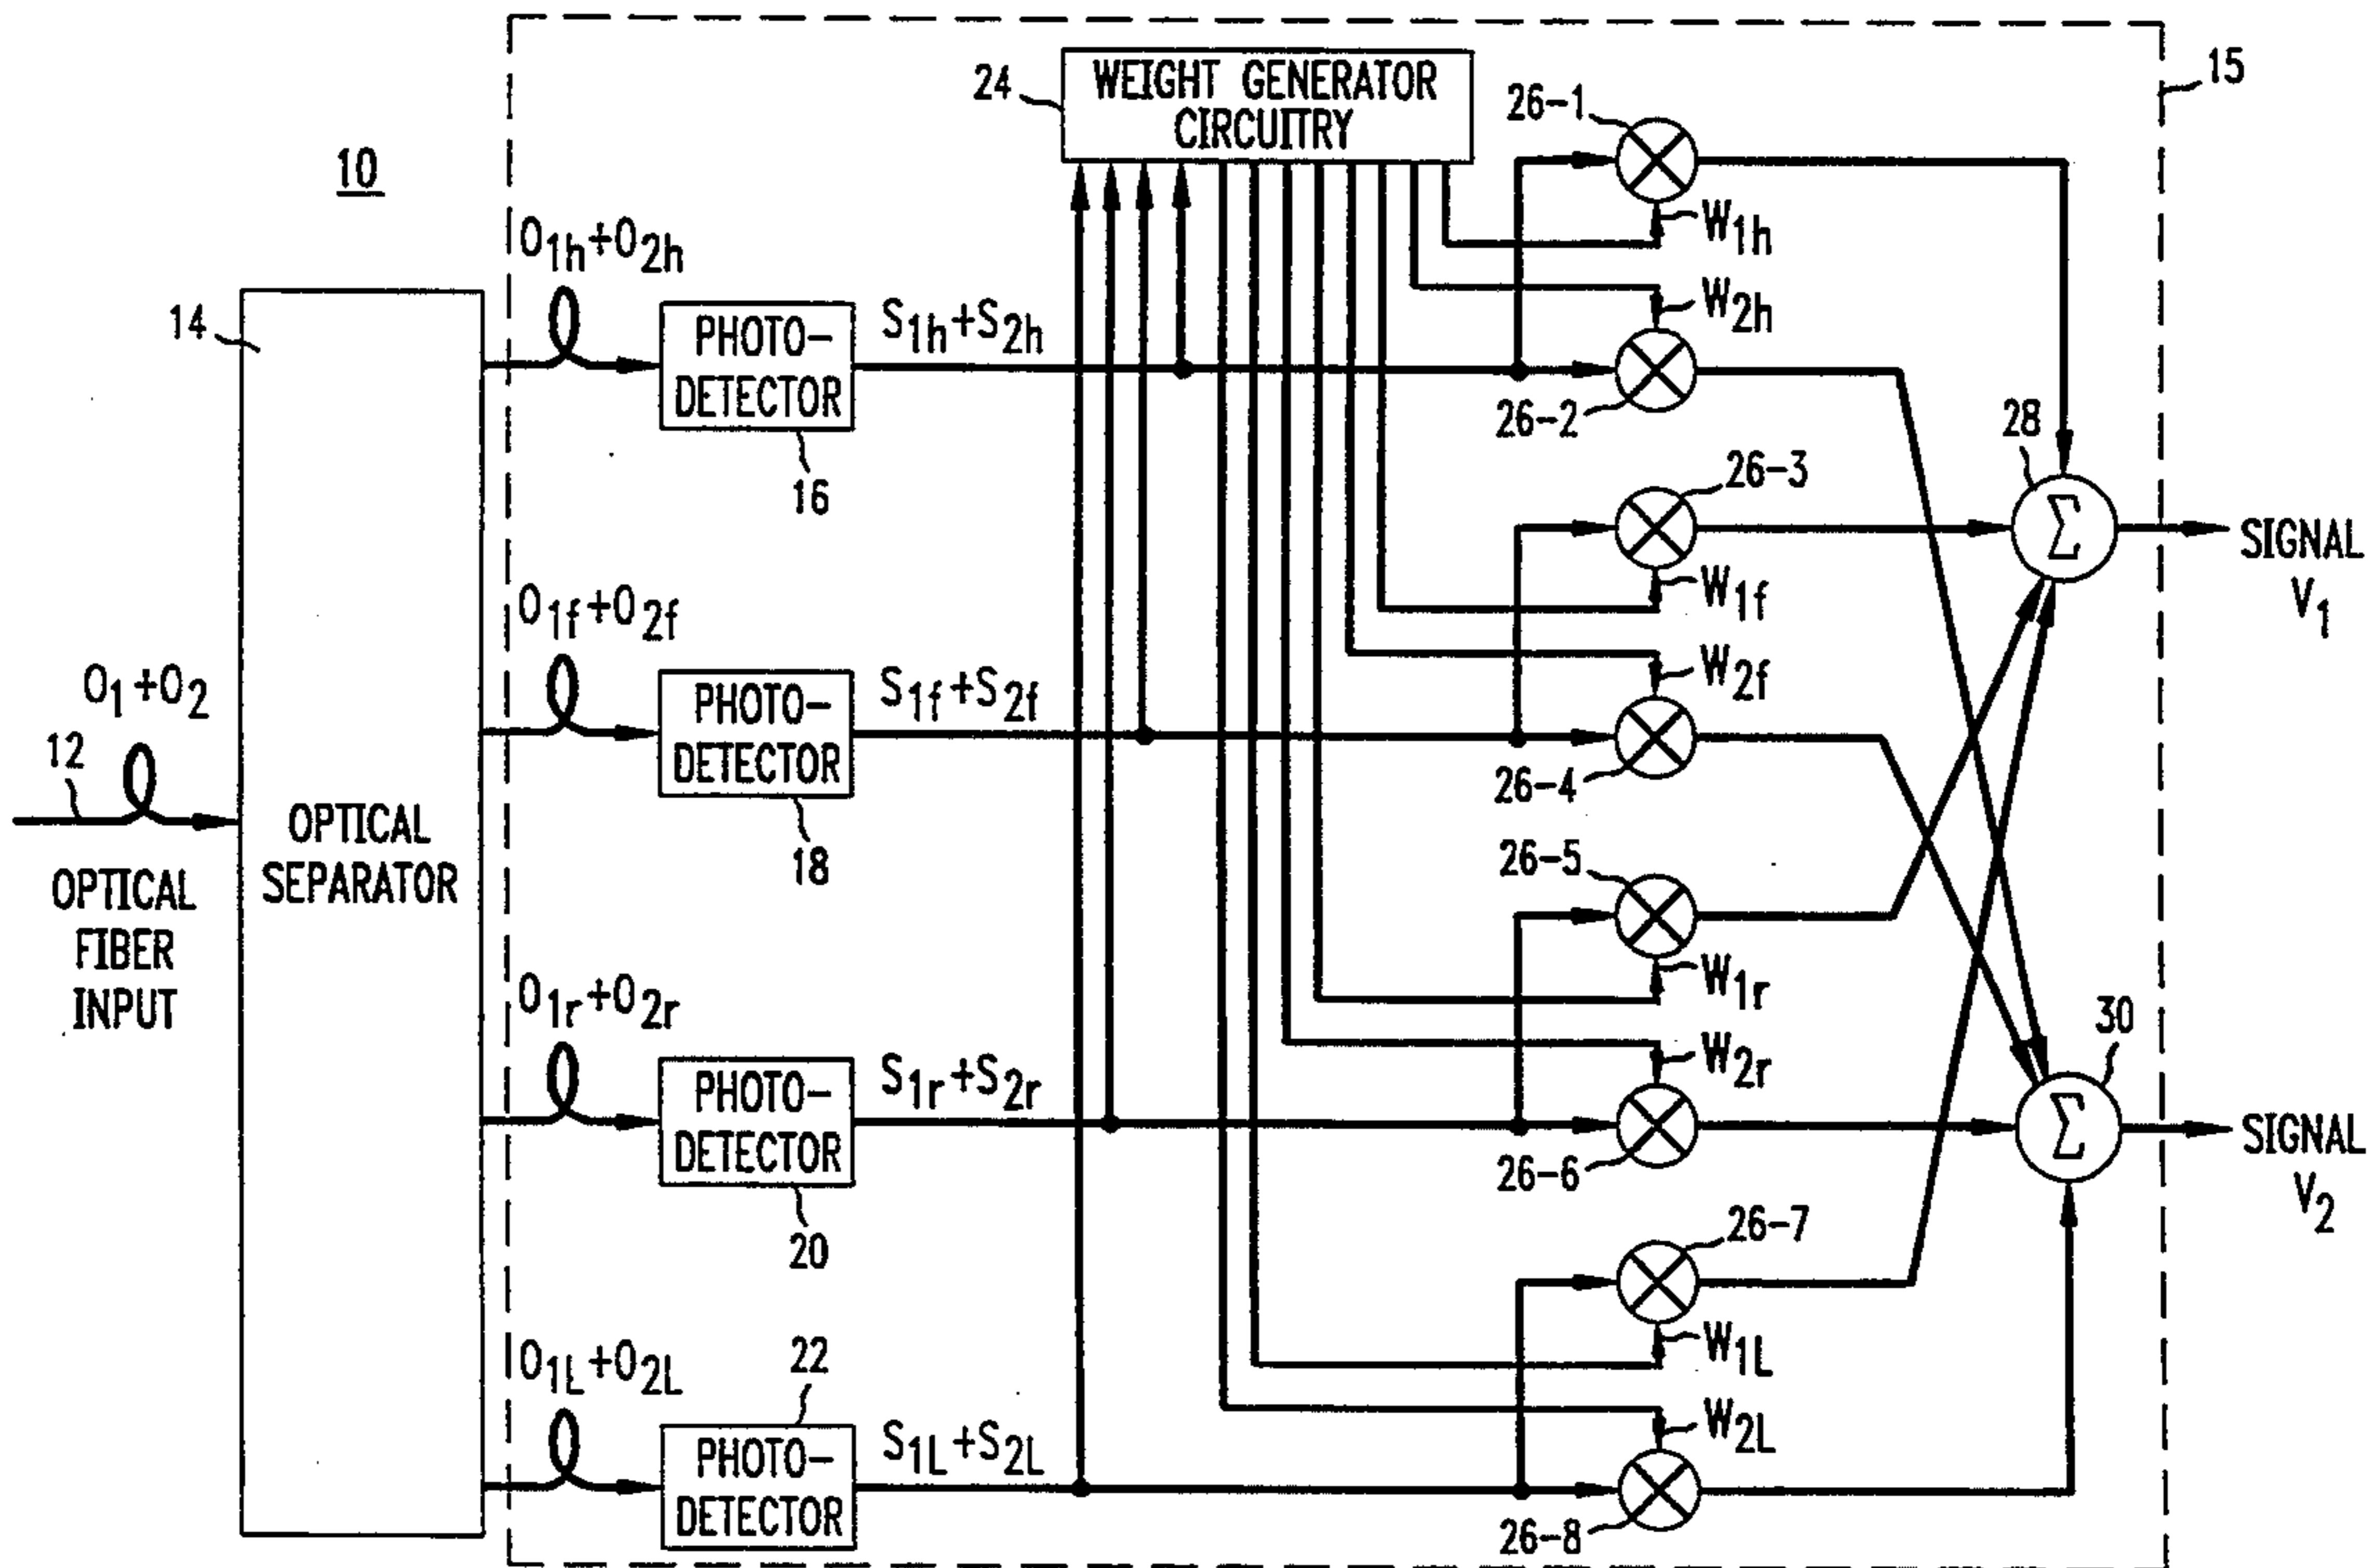 10
12
O1+O2
OPTICAL
FIBER
INPUT
14
OPTICAL
SEPARATOR
15
O1h+O2h
PHOTO-
DETECTOR
16
S1h+S2h
O1f+O2f
PHOTO-
DETECTOR
18
S1f+S2f
O1r+O2r
PHOTO-
DETECTOR
20
S1r+S2r
O1L+O2L
22
PHOTO-
DETECTOR
S1L+S2L
24
WEIGHT GENERATOR
CIRCUITRY
26-1
W1h
W2h
26-2
26-3
W1f
W2f
26-4
26-5
W1r
W2r
26-6
26-7
W1L
W2L
26-8
28
Σ
SIGNAL
V1
30
Σ
SIGNAL
V2